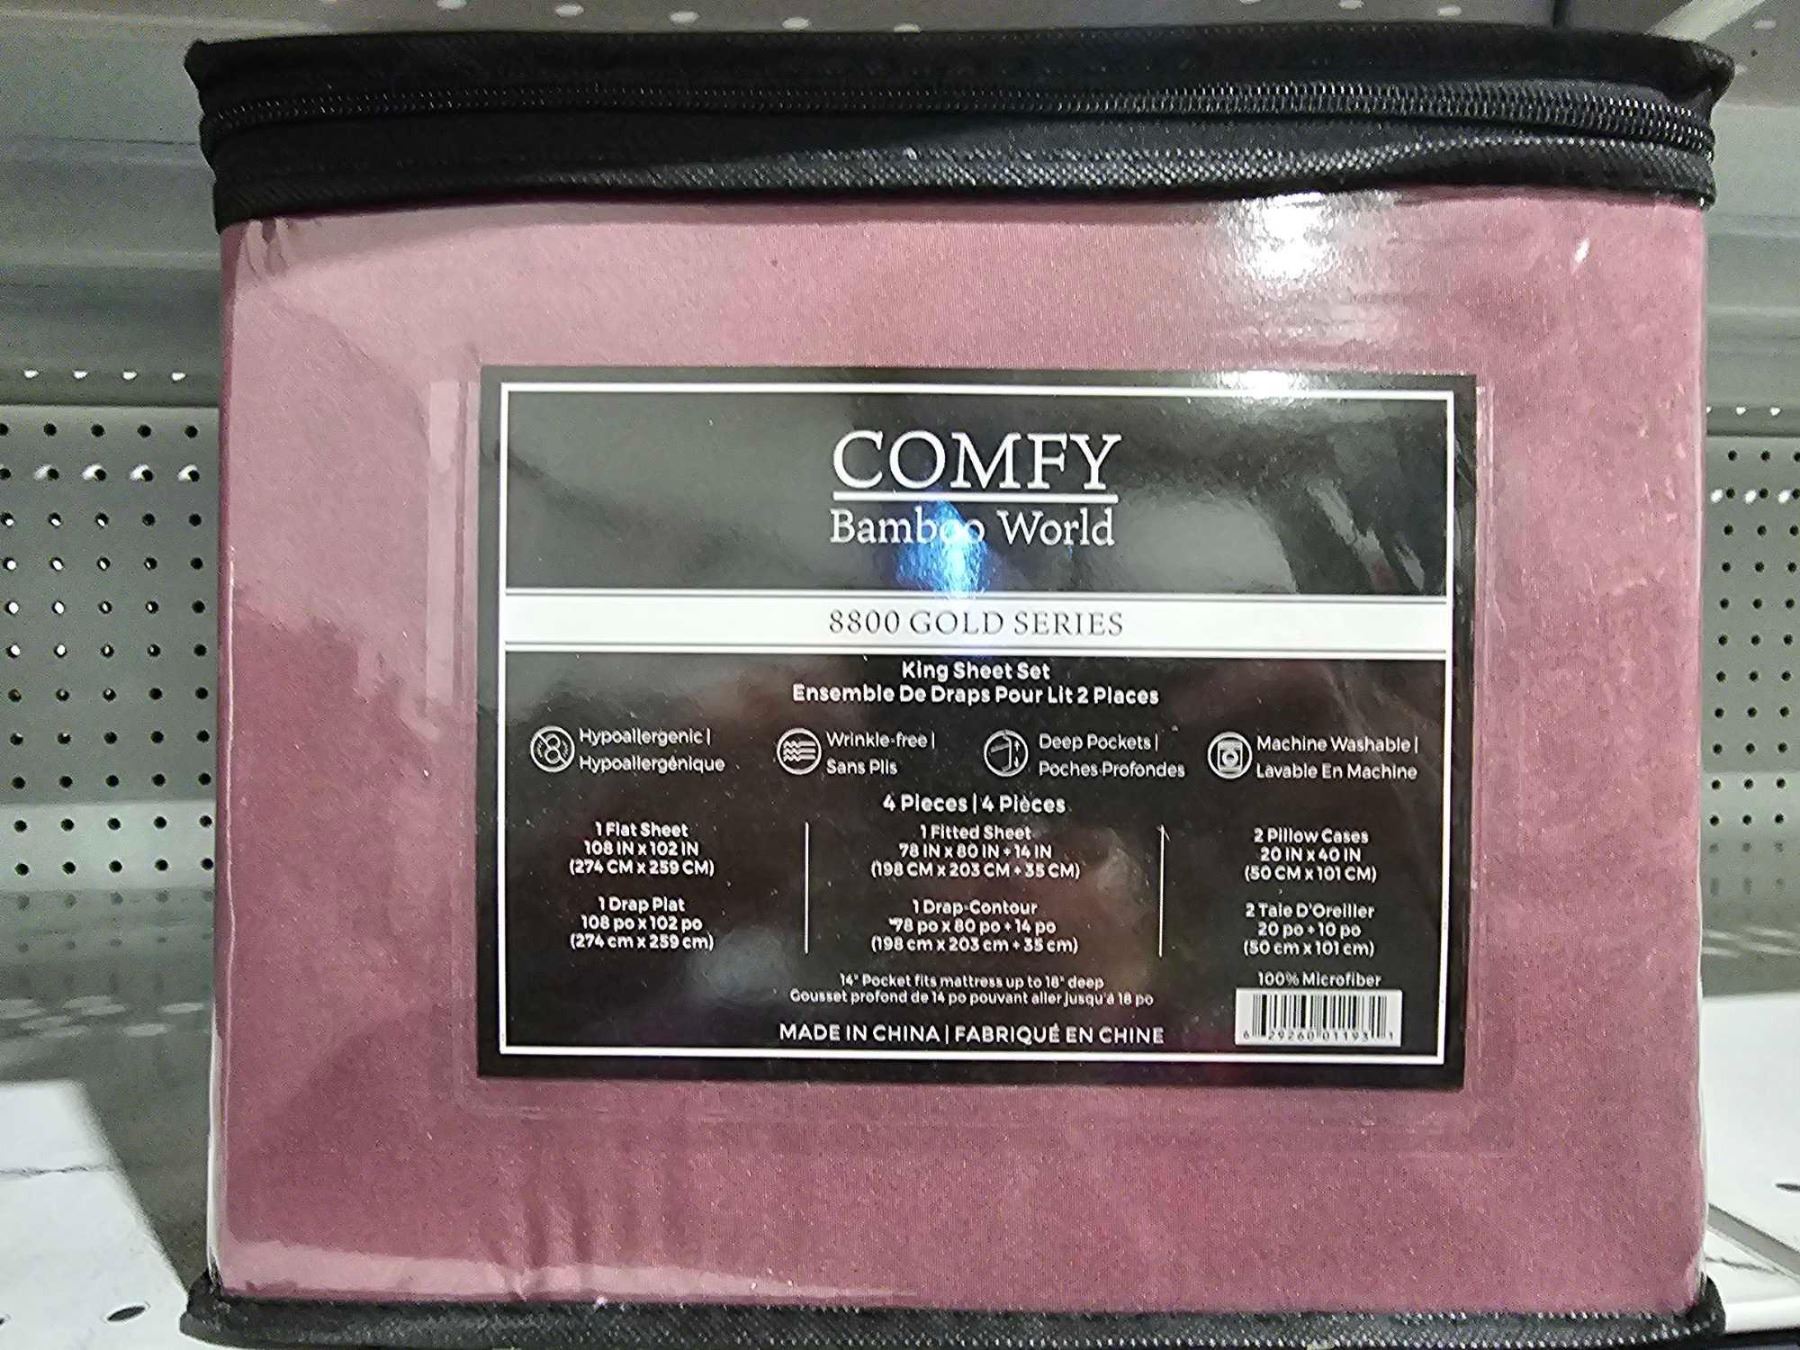 COMFY
Bamboo World
8800 GOLD SERIES
King Sheet Set
Ensemble De Draps Pour Lit 2 Places
Hypoallergenic |
Hypoallergénique
Wrinkle-free |
Sans Plis
Deep Pockets |
Poches Profondes
Machine Washable |
Lavable En Machine
4 Pieces | 4 Pièces
1 Flat Sheet
108 IN x 102 IN
(274 CM x 259 CM)
1 Drap Plat
108 po x 102 po
(274 cm x 259 cm)
1 Fitted Sheet
78 IN x 80 IN + 14 IN
(198 CM x 203 CM + 35 CM)
1 Drap-Contour
78 po x 80 po + 14 po
(198 cm x 203 cm + 35 cm)
2 Pillow Cases
20 IN x 40 IN
(50 CM x 101 CM)
2 Taie D'Oreiller
20 po + 10 po
(50 cm x 101 cm)
14" Pocket fits mattress up to 18" deep
Gousset profond de 14 po pouvant aller jusqu'à 18 po
MADE IN CHINA | FABRIQUÉ EN CHINE
100% Microfiber
6 29260 01193 1